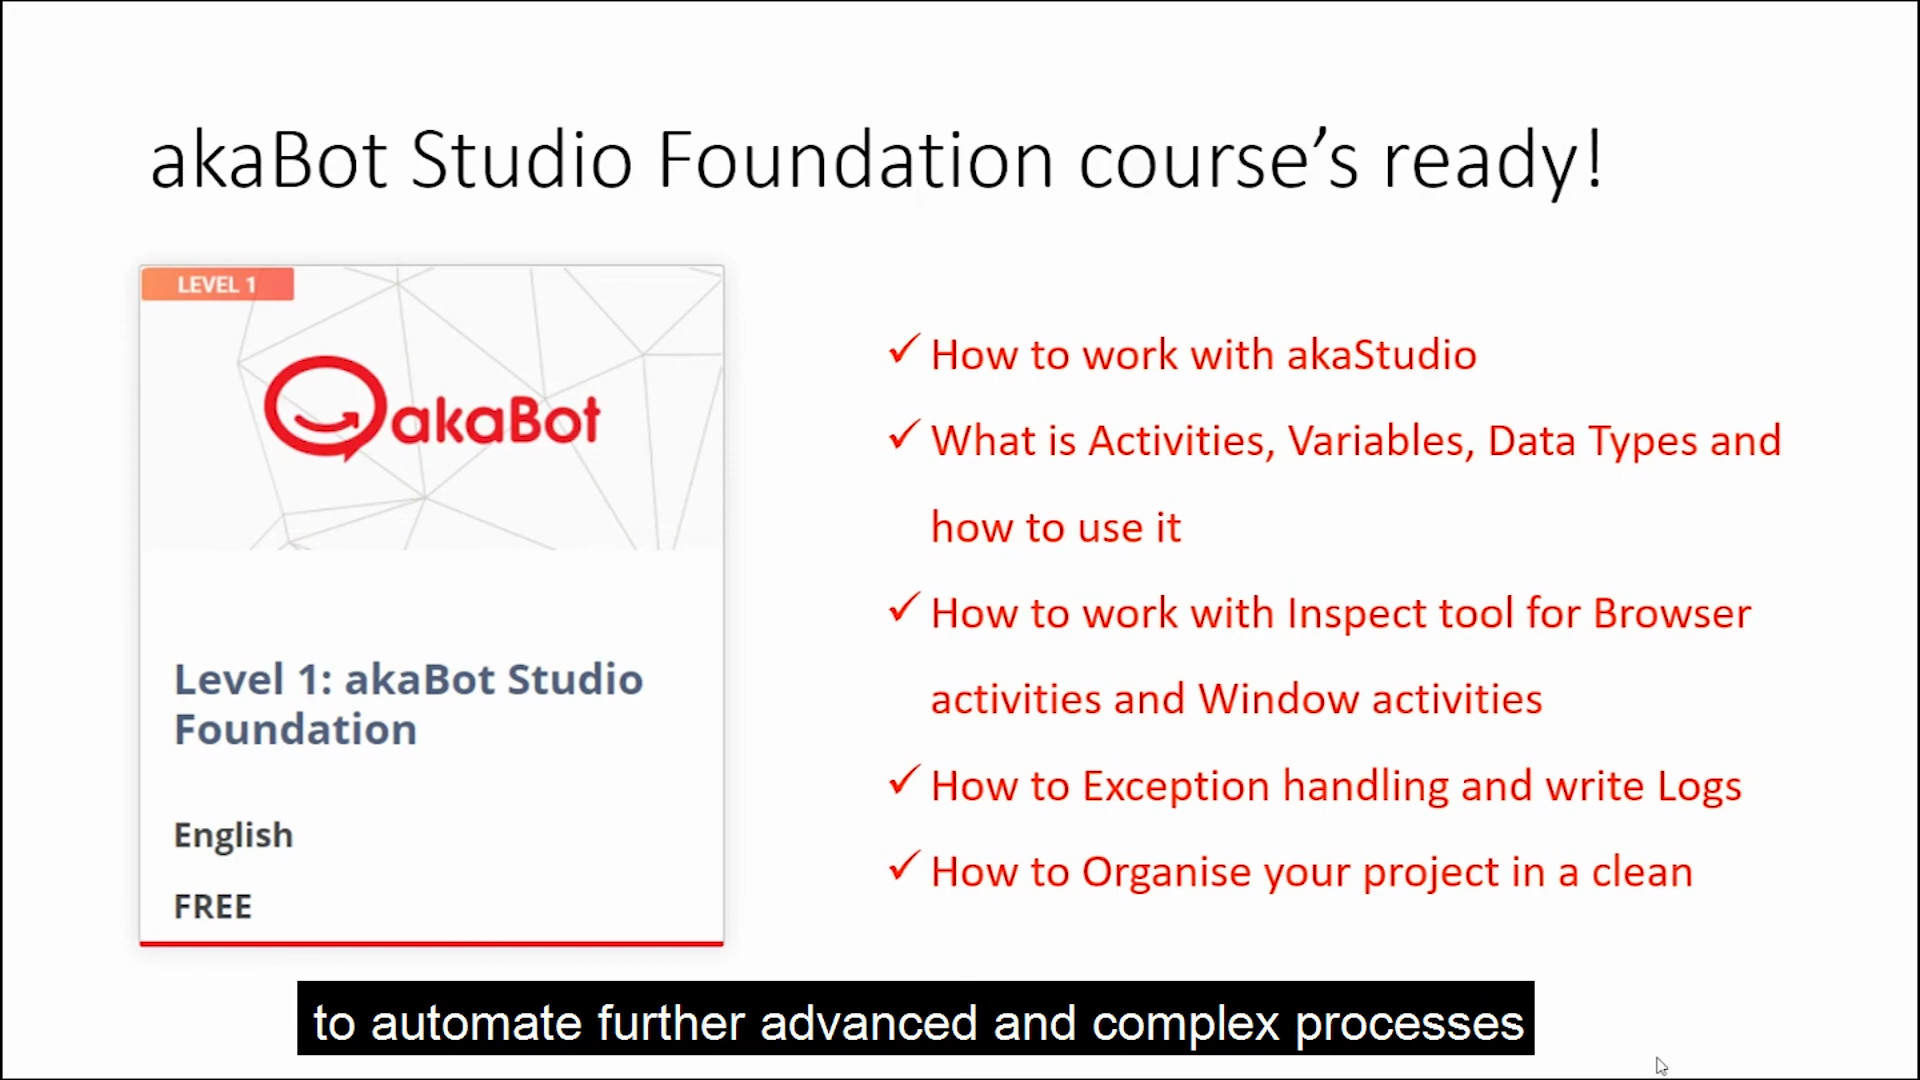 akaBot Studio Foundation course’s ready!
LEVEL 1
akaBot
Level 1: akaBot Studio
Foundation
English
FREE
✓ How to work with akaStudio
✓ What is Activities, Variables, Data Types and
how to use it
✓ How to work with Inspect tool for Browser
activities and Window activities
✓ How to Exception handling and write Logs
✓ How to Organise your project in a clean
to automate further advanced and complex processes